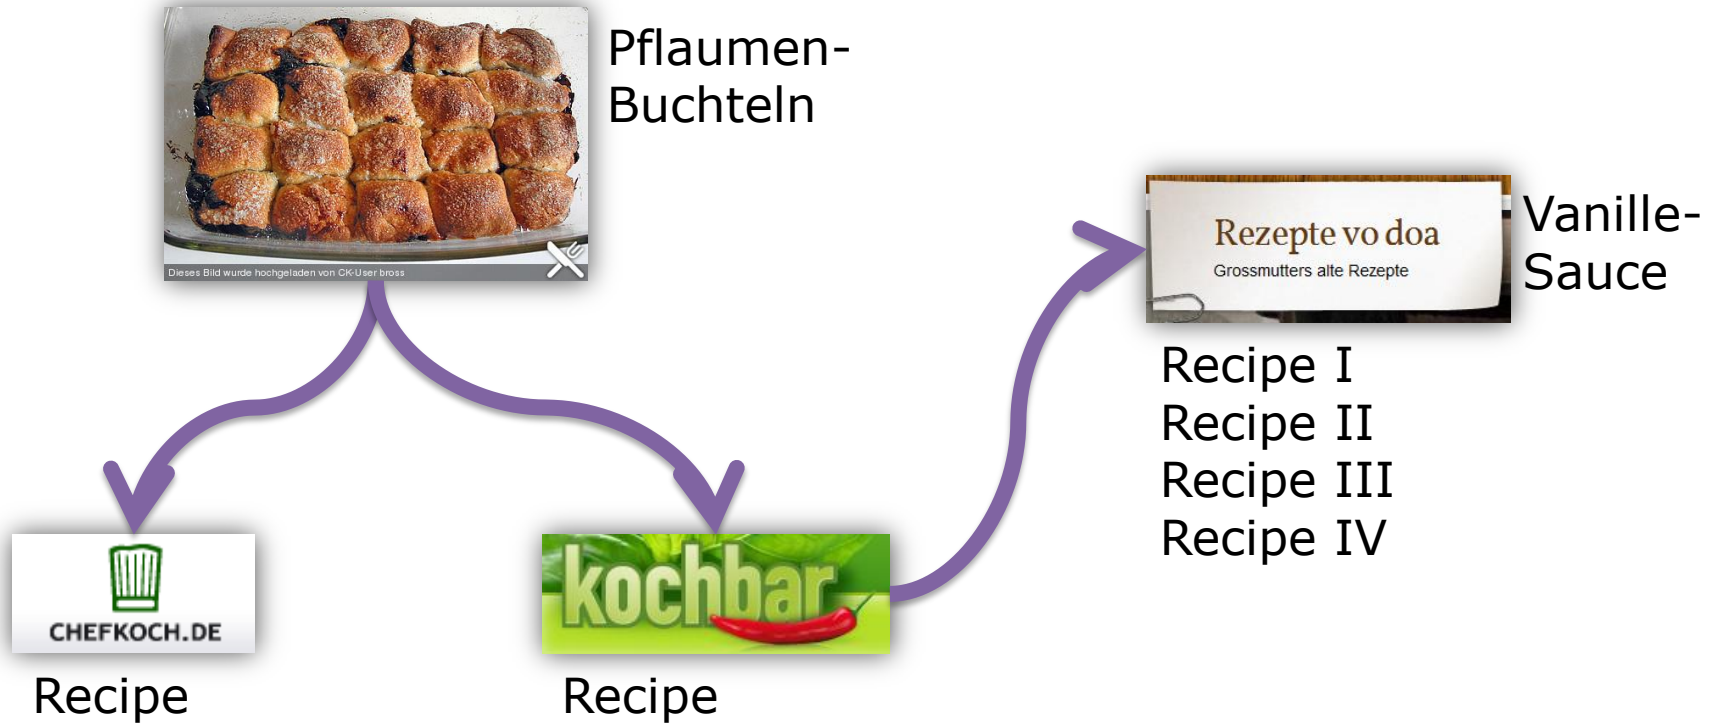 Pflaumen-
Buchteln
Dieses Bild wurde hochgeladen von CK-User bross
Rezepte vo doa
Grossmutters alte Rezepte
Vanille-
Sauce
Recipe I
Recipe II
Recipe III
Recipe IV
CHEFKOCH.DE
Recipe
kochbar
Recipe